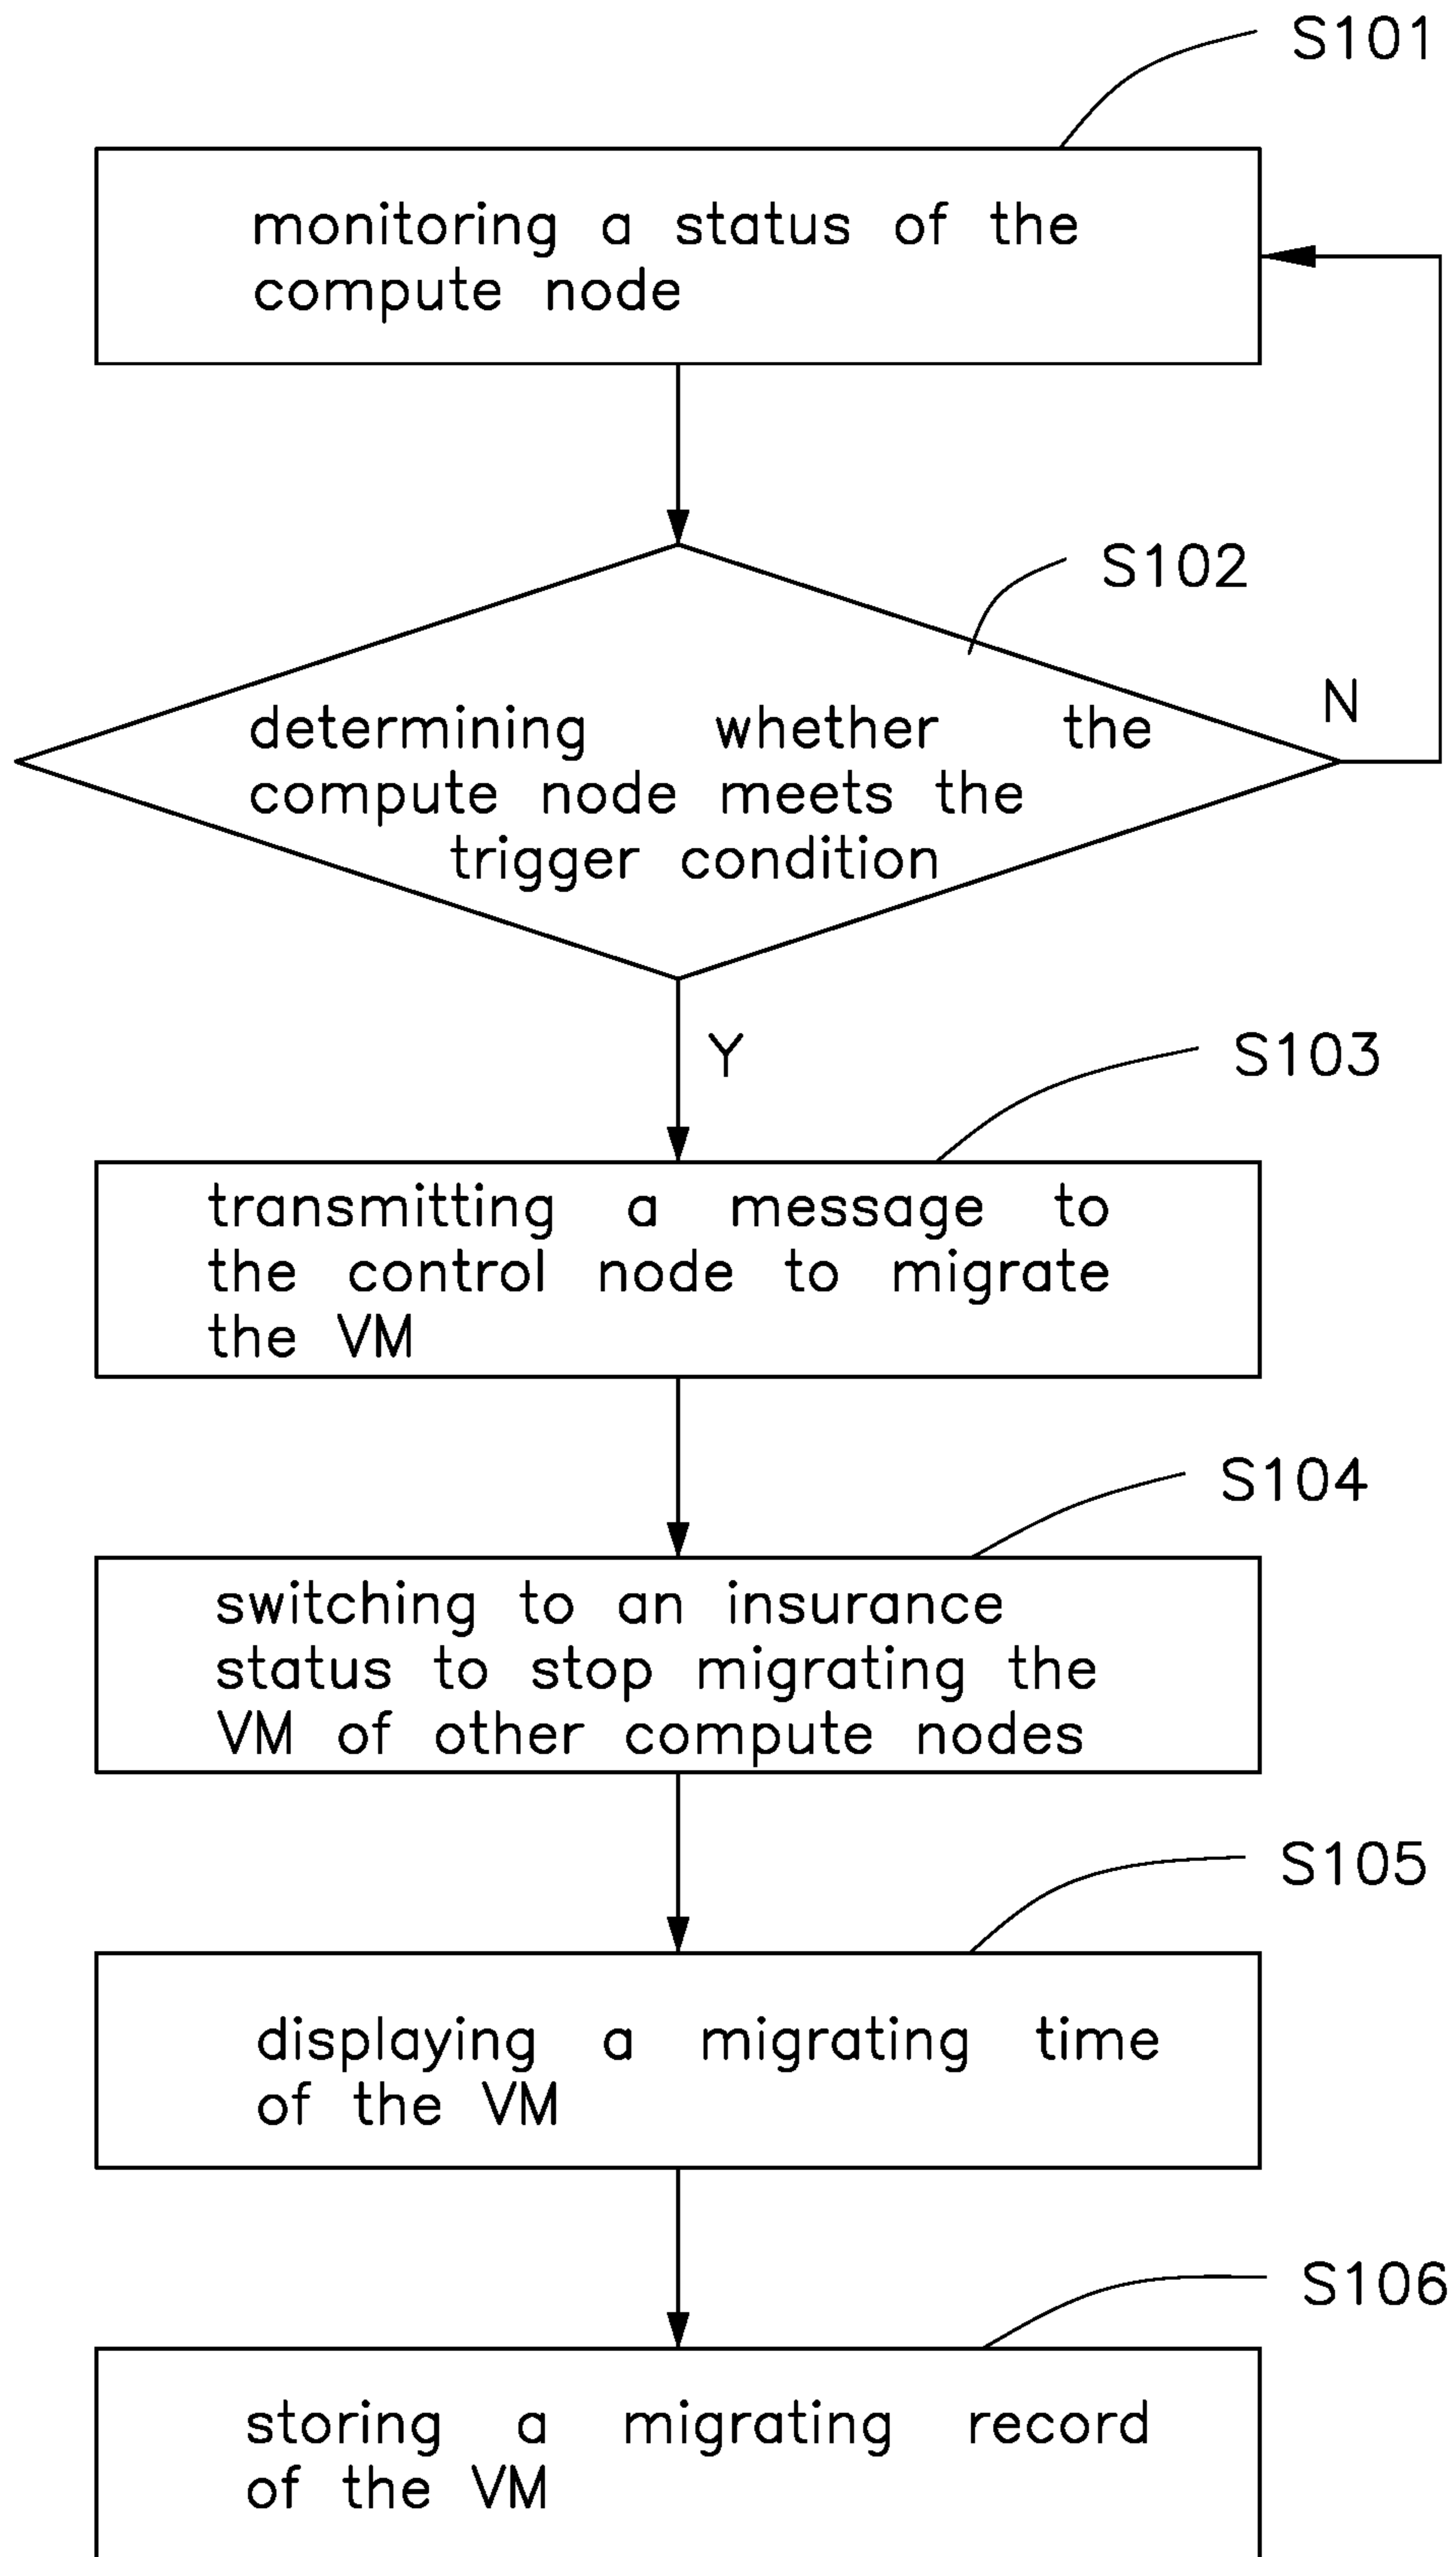 S101
monitoring a status of the
compute node
S102
determining whether the
compute node meets the
trigger condition
N
Y
S103
transmitting a message to
the control node to migrate
the VM
S104
switching to an insurance
status to stop migrating the
VM of other compute nodes
S105
displaying a migrating time
of the VM
S106
storing a migrating record
of the VM